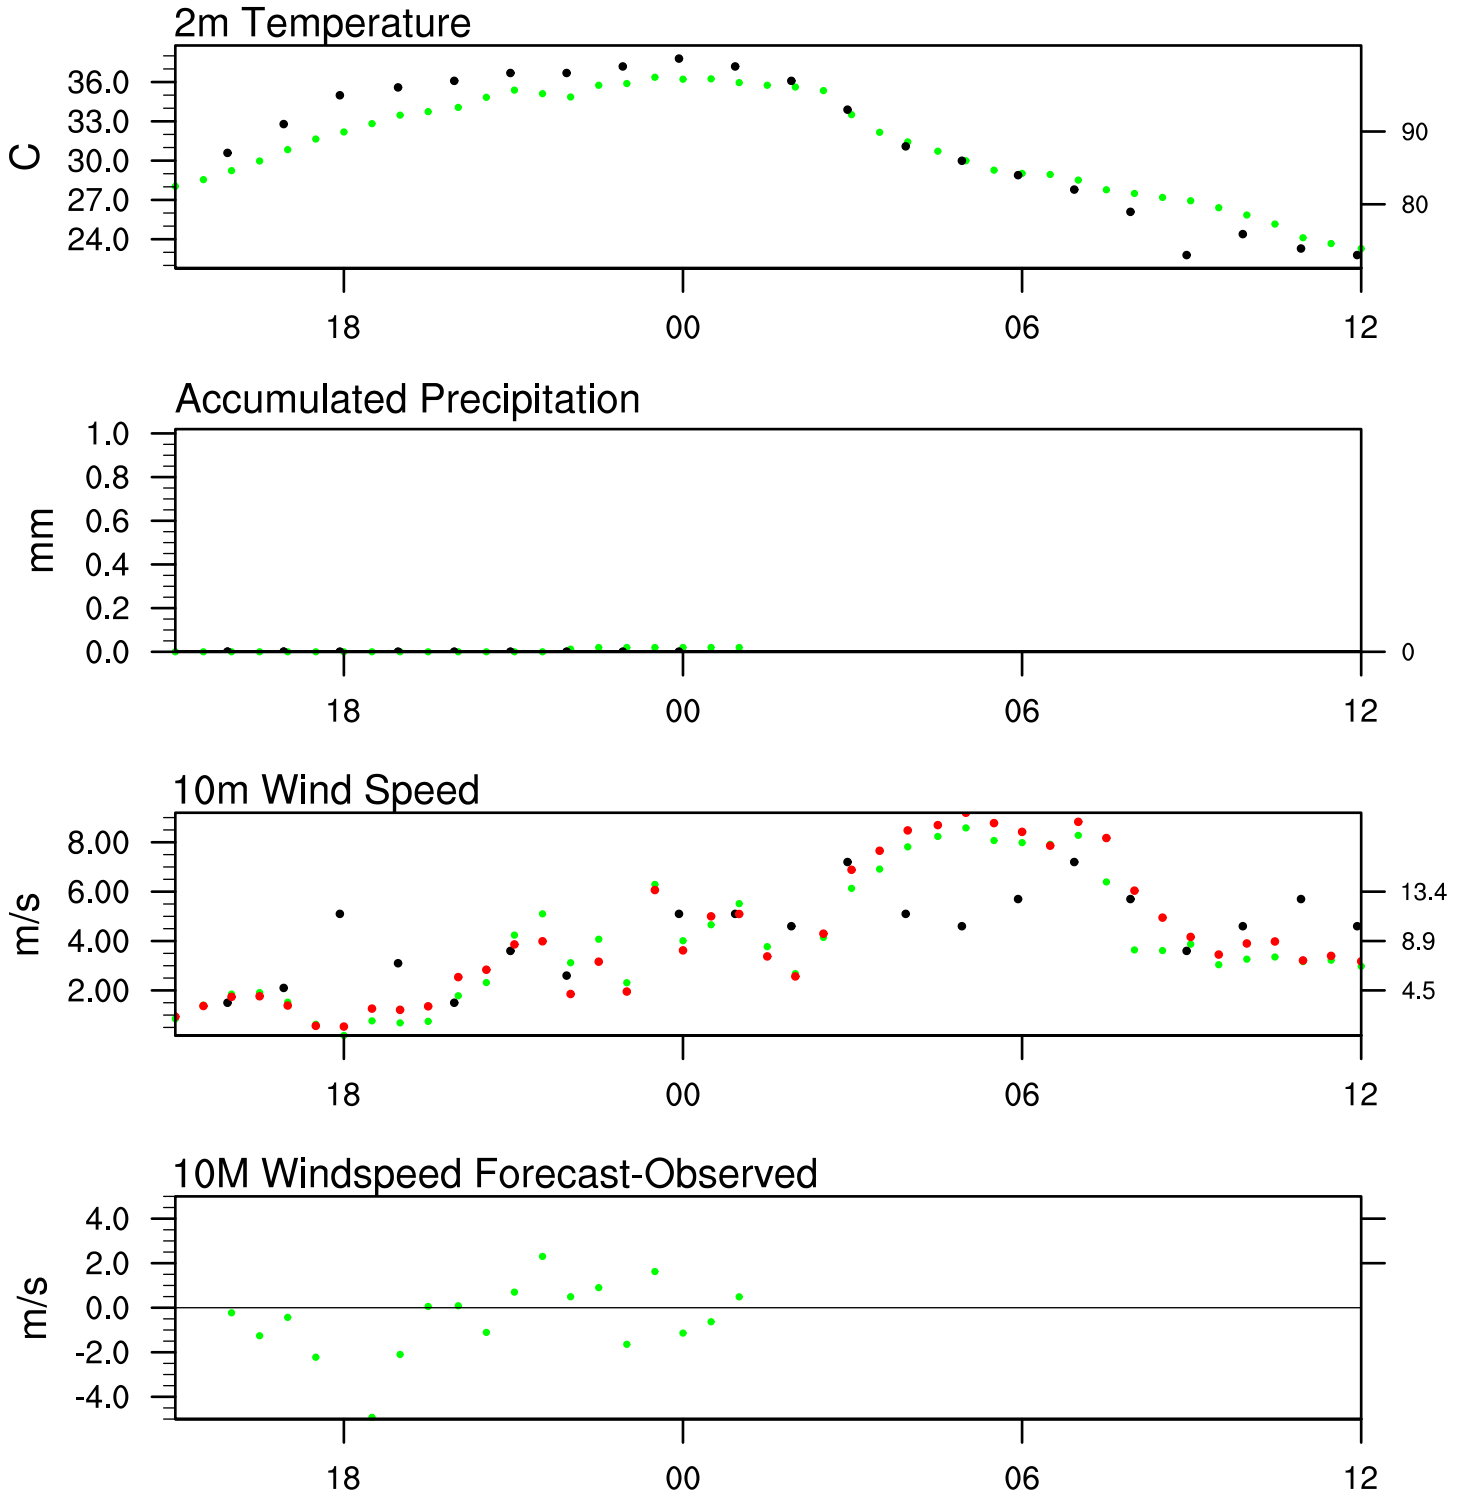 2m Temperature
C
36.0
33.0
30.0
27.0
24.0
90
80
18 00 06 12
Accumulated Precipitation
mm
1.0
0.8
0.6
0.4
0.2
0.0
0
18 00 06 12
10m Wind Speed
m/s
8.00
6.00
4.00
2.00
13.4
8.9
4.5
18 00 06 12
10M Windspeed Forecast-Observed
m/s
4.0
2.0
0.0
-2.0
-4.0
18 00 06 12